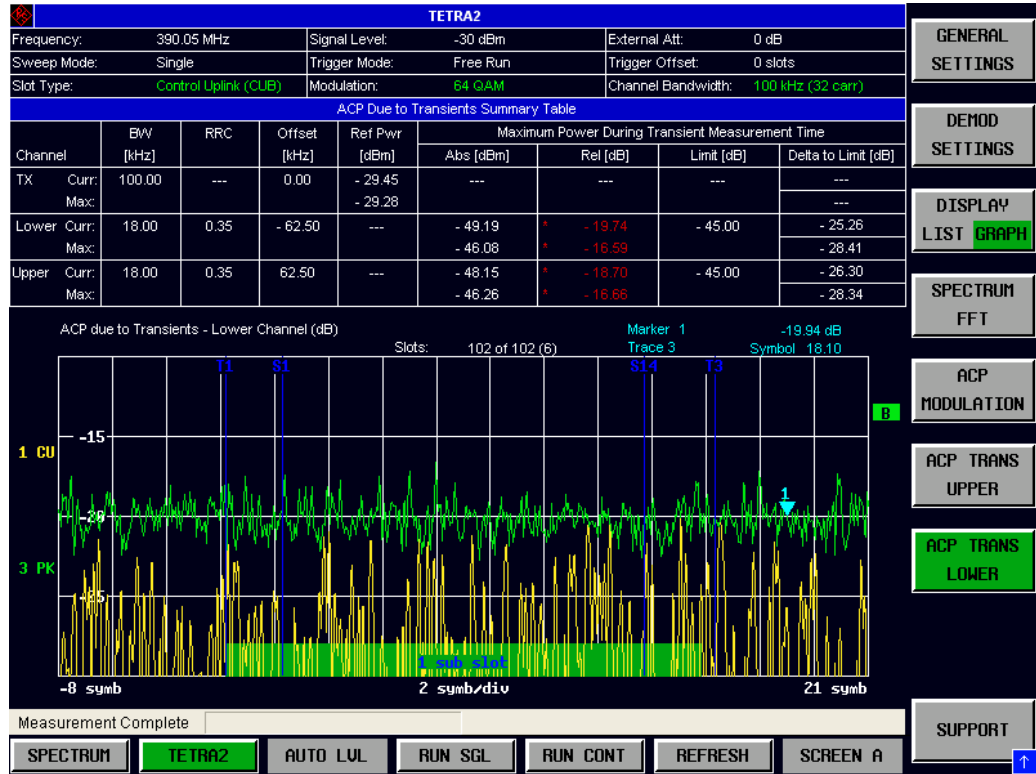 TETRA2
Frequency: 390.05 MHz Signal Level: -30 dBm External Att: 0 dB
Sweep Mode: Single Trigger Mode: Free Run Trigger Offset: 0 slots
Slot Type: Control Uplink (CUB) Modulation: 64 QAM Channel Bandwidth: 100 kHz (32 carr)
ACP Due to Transients Summary Table
BW RRC Offset Ref Pwr Maximum Power During Transient Measurement Time
Channel [kHz] [kHz] [dBm] Abs [dBm] Rel [dB] Limit [dB] Delta to Limit [dB]
TX Curr: 100.00 --- 0.00 - 29.45 --- --- --- ---
Max: - 29.28 ---
Lower Curr: 18.00 0.35 - 62.50 --- - 49.19 * - 19.74 - 45.00 - 25.26
Max: - 46.08 * - 16.59 - 28.41
Upper Curr: 18.00 0.35 62.50 --- - 48.15 * - 18.70 - 45.00 - 26.30
Max: - 46.26 * - 16.66 - 28.34
ACP due to Transients - Lower Channel (dB) Marker 1 -19.94 dB
Slots: 102 of 102 (6) Trace 3 Symbol 18.10
T1 S1 S14 T3
B
-15
1 CU
1
-20
3 PK
-25
1 sub slot
-8 symb 2 symb/div 21 symb
Measurement Complete
SPECTRUM TETRA2 AUTO LVL RUN SGL RUN CONT REFRESH SCREEN A
GENERAL
SETTINGS
DEMOD
SETTINGS
DISPLAY
LIST GRAPH
SPECTRUM
FFT
ACP
MODULATION
ACP TRANS
UPPER
ACP TRANS
LOWER
SUPPORT